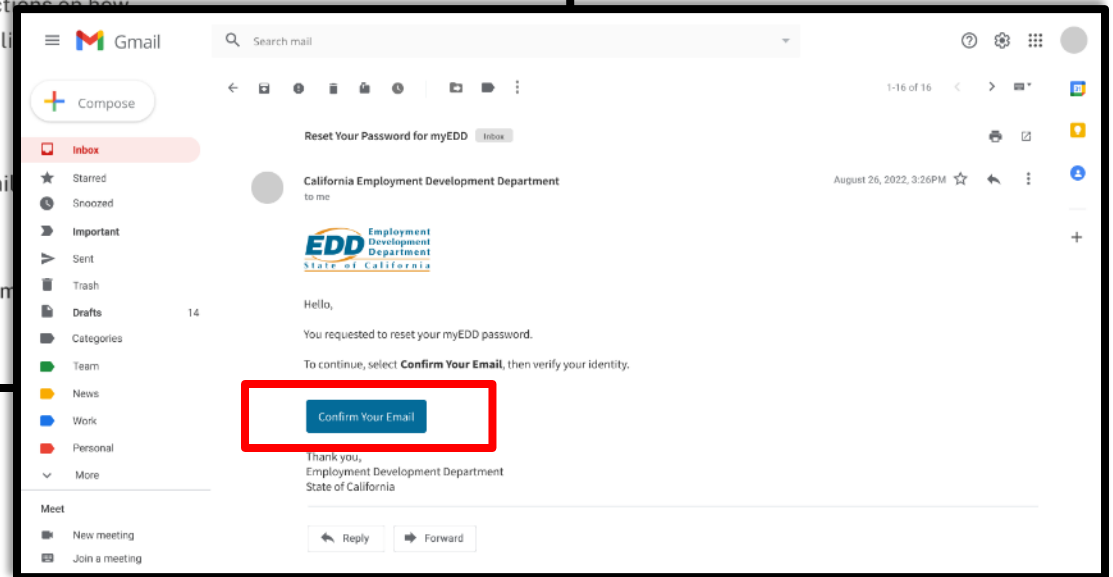 ctions on how
Gmail
Search mail
Compose
1-16 of 16
Inbox
Starred
Snoozed
Important
Sent
Trash
Drafts 14
Categories
Team
News
Work
Personal
More
Meet
New meeting
Join a meeting
Reset Your Password for myEDD Inbox
California Employment Development Department
to me
August 26, 2022, 3:26PM
EDD Employment
Development
Department
State of California
Hello,
You requested to reset your myEDD password.
To continue, select Confirm Your Email, then verify your identity.
Confirm Your Email
Thank you,
Employment Development Department
State of California
Reply Forward
31